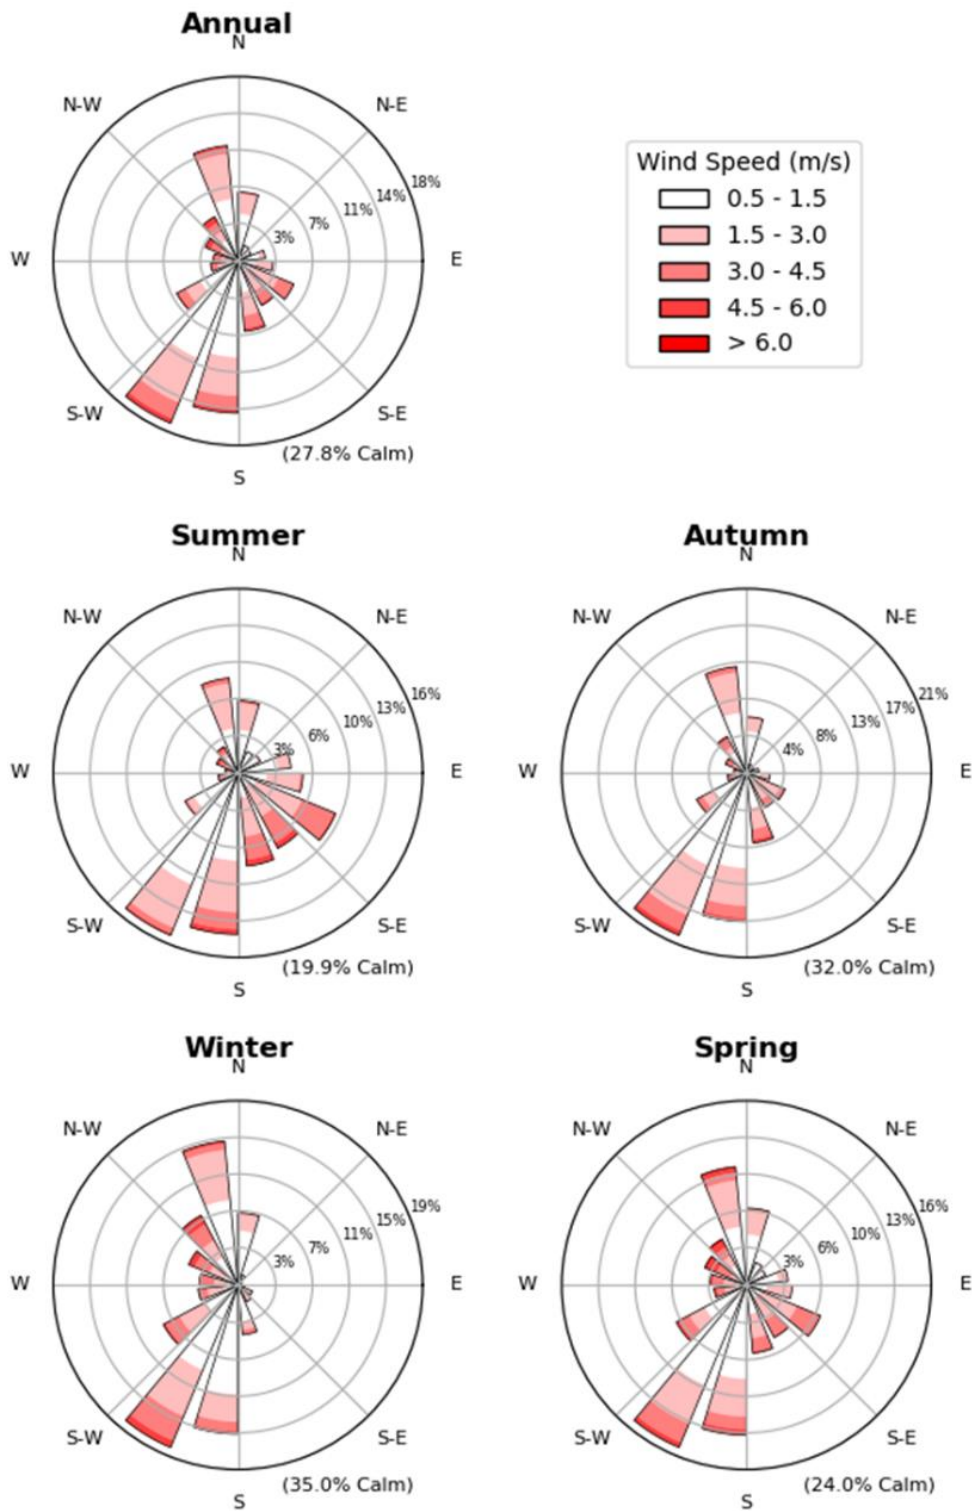 Annual
N
N-W
N-E
18%
14%
11%
7%
3%
W
E
S-W
S-E
(27.8% Calm)
S
Wind Speed (m/s)
0.5 - 1.5
1.5 - 3.0
3.0 - 4.5
4.5 - 6.0
> 6.0
Summer
N
N-W
N-E
16%
13%
10%
6%
3%
W
E
S-W
S-E
(19.9% Calm)
S
Autumn
N
N-W
N-E
21%
17%
13%
8%
4%
W
E
S-W
S-E
(32.0% Calm)
S
Winter
N
N-W
N-E
19%
15%
11%
7%
3%
W
E
S-W
S-E
(35.0% Calm)
S
Spring
N
N-W
N-E
16%
13%
10%
6%
3%
W
E
S-W
S-E
(24.0% Calm)
S